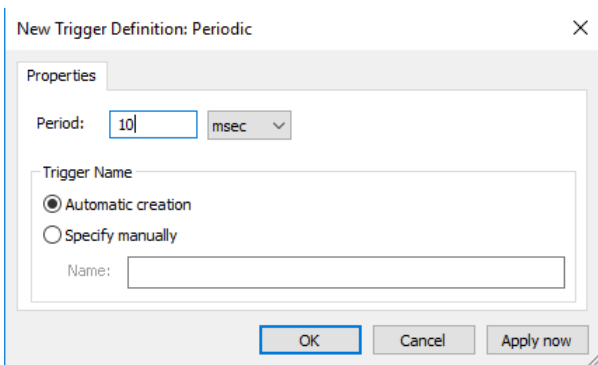 New Trigger Definition: Periodic
Properties
Period: 10 msec
Trigger Name
Automatic creation
Specify manually
Name:
OK Cancel Apply now